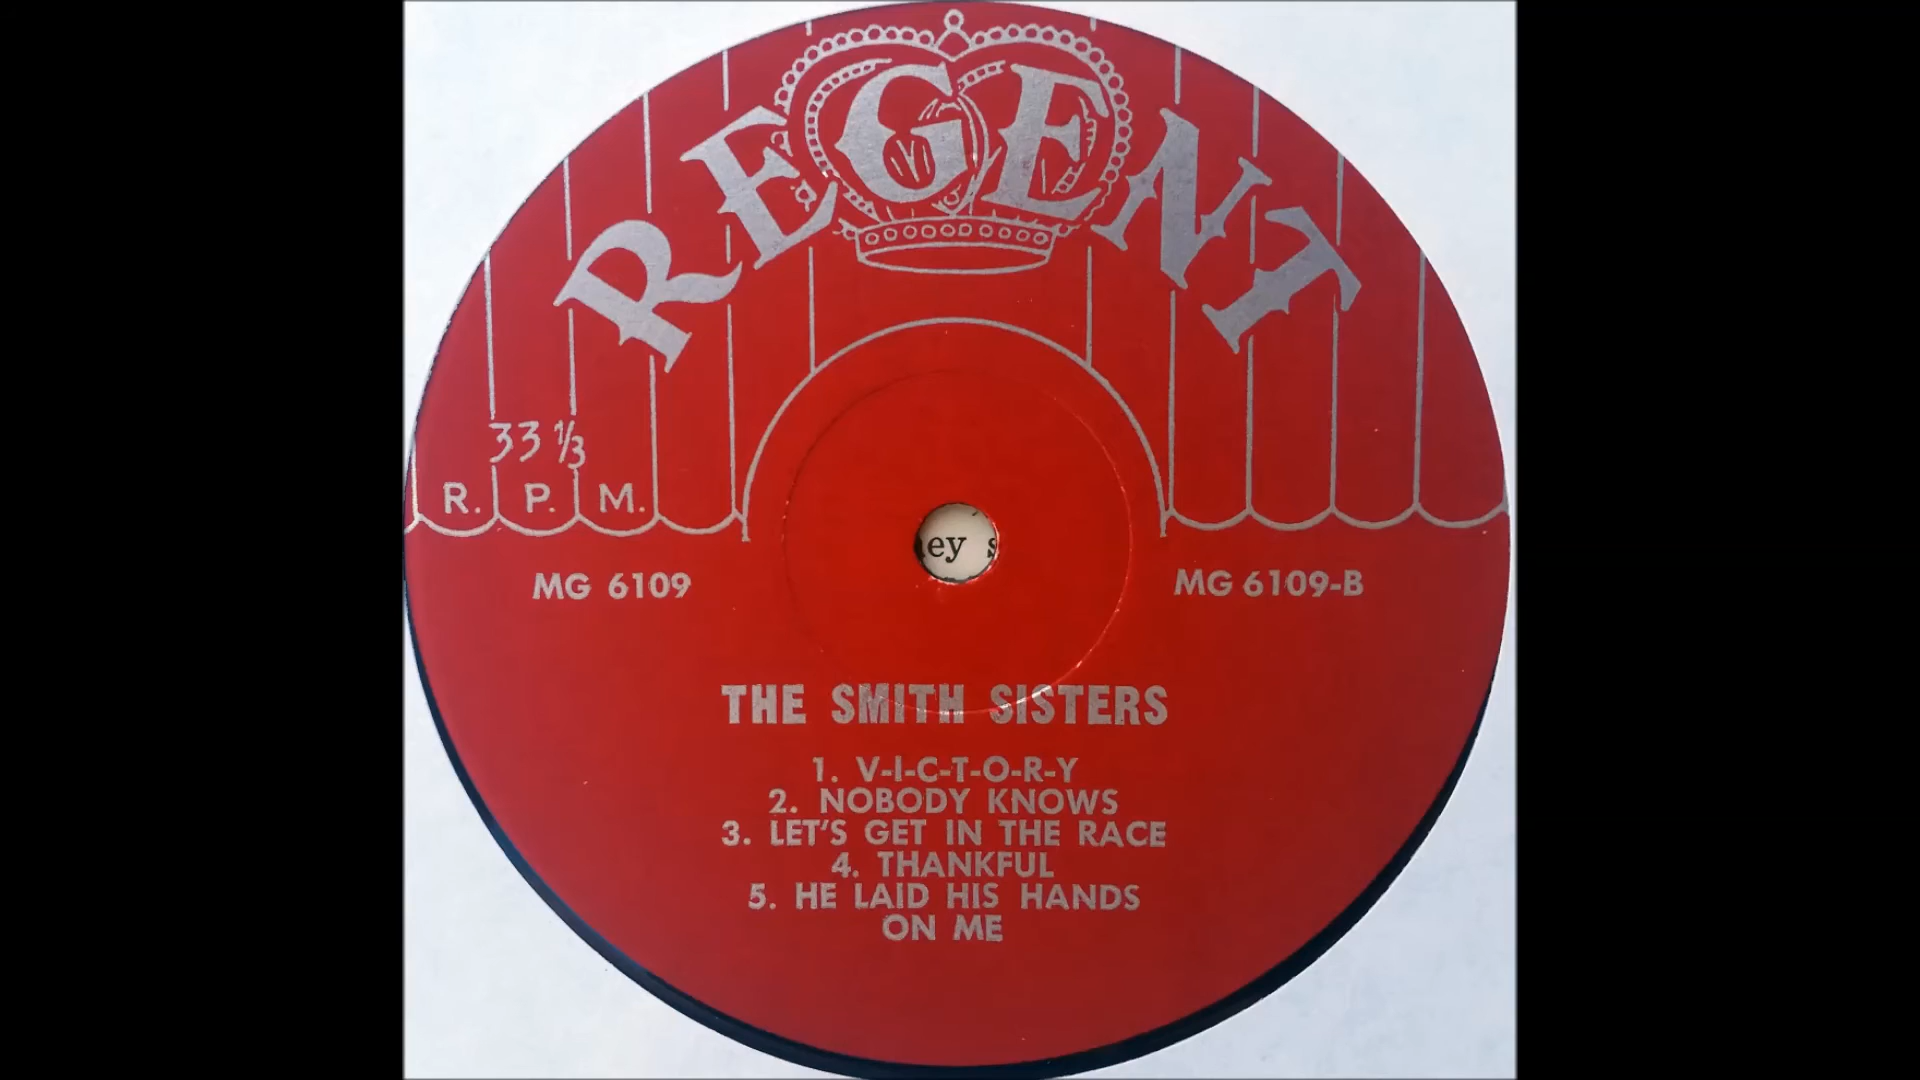 REGENT
33 1/3
R. P. M.
ey s
MG 6109
MG 6109-B
THE SMITH SISTERS
1. V-I-C-T-O-R-Y
2. NOBODY KNOWS
3. LET'S GET IN THE RACE
4. THANKFUL
5. HE LAID HIS HANDS
ON ME